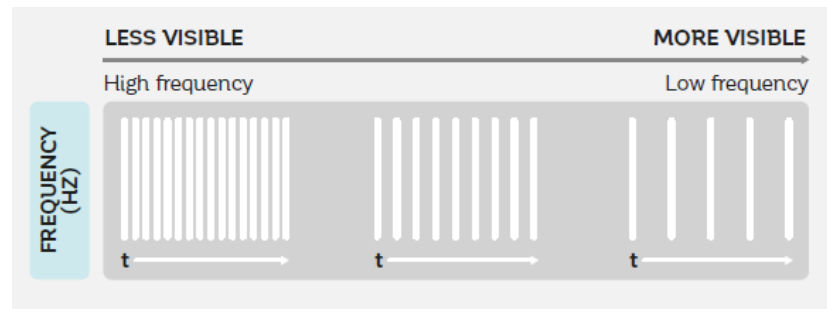 LESS VISIBLE
MORE VISIBLE
High frequency
Low frequency
FREQUENCY
(HZ)
t
t
t